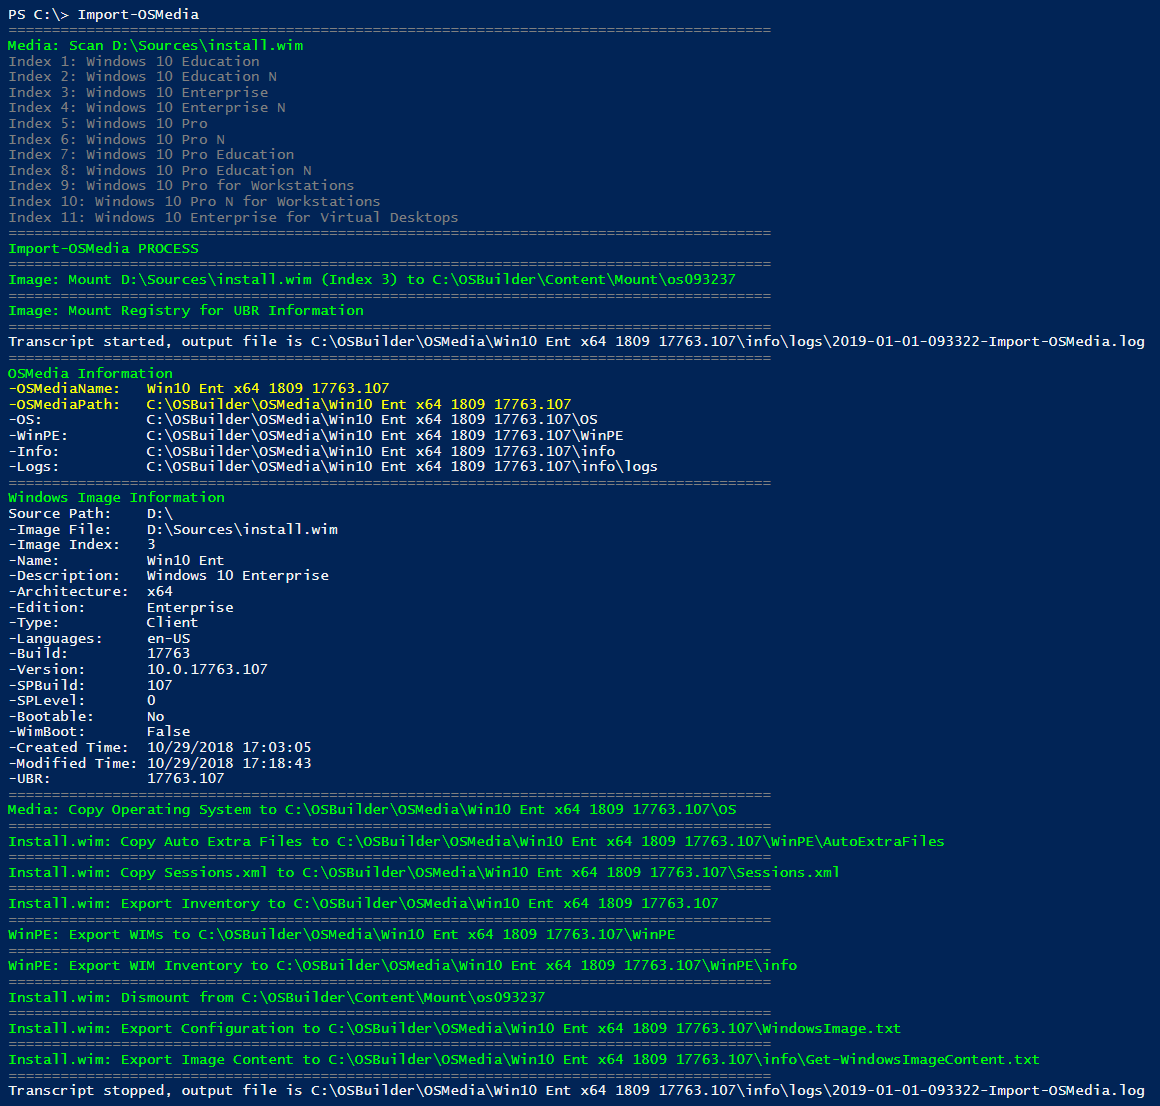 PS C:\> Import-OSMedia
========================================================================================
Media: Scan D:\Sources\install.wim
Index 1: Windows 10 Education
Index 2: Windows 10 Education N
Index 3: Windows 10 Enterprise
Index 4: Windows 10 Enterprise N
Index 5: Windows 10 Pro
Index 6: Windows 10 Pro N
Index 7: Windows 10 Pro Education
Index 8: Windows 10 Pro Education N
Index 9: Windows 10 Pro for Workstations
Index 10: Windows 10 Pro N for Workstations
Index 11: Windows 10 Enterprise for Virtual Desktops
========================================================================================
Import-OSMedia PROCESS
========================================================================================
Image: Mount D:\Sources\install.wim (Index 3) to C:\OSBuilder\Content\Mount\os093237
========================================================================================
Image: Mount Registry for UBR Information
========================================================================================
Transcript started, output file is C:\OSBuilder\OSMedia\Win10 Ent x64 1809 17763.107\info\logs\2019-01-01-093322-Import-OSMedia.log
========================================================================================
OSMedia Information
-OSMediaName:   Win10 Ent x64 1809 17763.107
-OSMediaPath:   C:\OSBuilder\OSMedia\Win10 Ent x64 1809 17763.107
-OS:            C:\OSBuilder\OSMedia\Win10 Ent x64 1809 17763.107\OS
-WinPE:         C:\OSBuilder\OSMedia\Win10 Ent x64 1809 17763.107\WinPE
-Info:          C:\OSBuilder\OSMedia\Win10 Ent x64 1809 17763.107\info
-Logs:          C:\OSBuilder\OSMedia\Win10 Ent x64 1809 17763.107\info\logs
========================================================================================
Windows Image Information
Source Path:    D:\
-Image File:    D:\Sources\install.wim
-Image Index:   3
-Name:          Win10 Ent
-Description:   Windows 10 Enterprise
-Architecture:  x64
-Edition:       Enterprise
-Type:          Client
-Languages:     en-US
-Build:         17763
-Version:       10.0.17763.107
-SPBuild:       107
-SPLevel:       0
-Bootable:      No
-WimBoot:       False
-Created Time:  10/29/2018 17:03:05
-Modified Time: 10/29/2018 17:18:43
-UBR:           17763.107
========================================================================================
Media: Copy Operating System to C:\OSBuilder\OSMedia\Win10 Ent x64 1809 17763.107\OS
========================================================================================
Install.wim: Copy Auto Extra Files to C:\OSBuilder\OSMedia\Win10 Ent x64 1809 17763.107\WinPE\AutoExtraFiles
========================================================================================
Install.wim: Copy Sessions.xml to C:\OSBuilder\OSMedia\Win10 Ent x64 1809 17763.107\Sessions.xml
========================================================================================
Install.wim: Export Inventory to C:\OSBuilder\OSMedia\Win10 Ent x64 1809 17763.107
========================================================================================
WinPE: Export WIMs to C:\OSBuilder\OSMedia\Win10 Ent x64 1809 17763.107\WinPE
========================================================================================
WinPE: Export WIM Inventory to C:\OSBuilder\OSMedia\Win10 Ent x64 1809 17763.107\WinPE\info
========================================================================================
Install.wim: Dismount from C:\OSBuilder\Content\Mount\os093237
========================================================================================
Install.wim: Export Configuration to C:\OSBuilder\OSMedia\Win10 Ent x64 1809 17763.107\WindowsImage.txt
========================================================================================
Install.wim: Export Image Content to C:\OSBuilder\OSMedia\Win10 Ent x64 1809 17763.107\info\Get-WindowsImageContent.txt
========================================================================================
Transcript stopped, output file is C:\OSBuilder\OSMedia\Win10 Ent x64 1809 17763.107\info\logs\2019-01-01-093322-Import-OSMedia.log